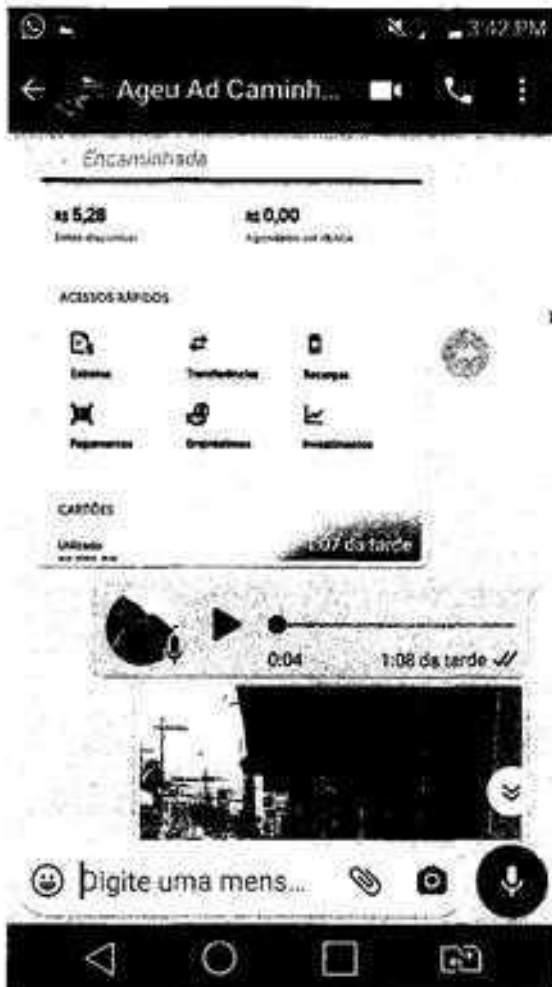 3:42 PM
Ageu Ad Caminh...
Encaminhada
R$ 5,28 R$ 0,00
ACESSOS RÁPIDOS
Extratos Transferências Recargas
Pagamentos Empréstimos Investimentos
CARTÕES
Utilizado 1:07 da tarde
0:04 1:08 da tarde
Digite uma mens...